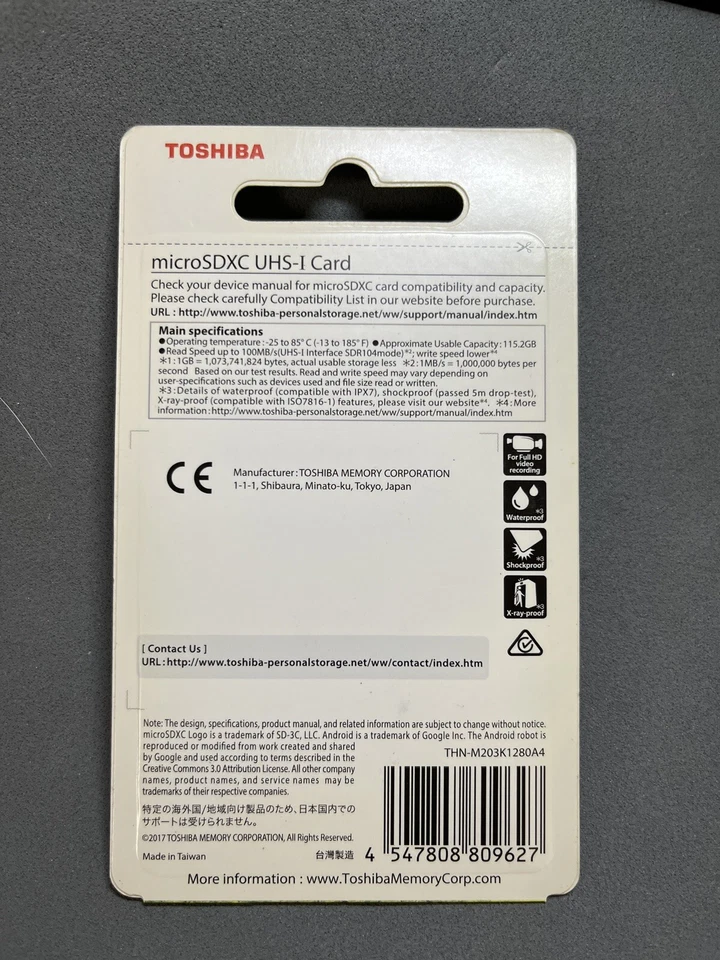 TOSHIBA
microSDXC UHS-I Card
Check your device manual for microSDXC card compatibility and capacity.
Please check carefully Compatibility List in our website before purchase.
URL : http://www.toshiba-personalstorage.net/ww/support/manual/index.htm
Main specifications
●Operating temperature:-25 to 85°C (-13 to 185°F) ●Approximate Usable Capacity:115.2GB
●Read Speed up to 100MB/s(UHS-I Interface SDR104mode)*2; write speed lower*4
*1:1GB = 1,073,741,824 bytes, actual usable storage less *2:1MB/s = 1,000,000 bytes per
second Based on our test results. Read and write speed may vary depending on
user-specifications such as devices used and file size read or written.
*3:Details of waterproof (compatible with IPX7), shockproof (passed 5m drop-test),
X-ray-proof (compatible with ISO7816-1) features, please visit our website*4. *4:More
information:http://www.toshiba-personalstorage.net/ww/support/manual/index.htm
For Full HD
video
recording
CE
Manufacturer:TOSHIBA MEMORY CORPORATION
1-1-1, Shibaura, Minato-ku, Tokyo, Japan
*3
Waterproof
*3
Shockproof
*3
X-ray-proof
[ Contact Us ]
URL:http://www.toshiba-personalstorage.net/ww/contact/index.htm
Note: The design, specifications, product manual, and related information are subject to change without notice.
microSDXC Logo is a trademark of SD-3C, LLC. Android is a trademark of Google Inc. The Android robot is
reproduced or modified from work created and shared
by Google and used according to terms described in the
Creative Commons 3.0 Attribution License. All other company
names, product names, and service names may be
trademarks of their respective companies.
THN-M203K1280A4
特定の海外国/地域向け製品のため、日本国内での
サポートは受けられません。
©2017 TOSHIBA MEMORY CORPORATION, All Rights Reserved.
Made in Taiwan 台灣製造
4 547808 809627
More information : www.ToshibaMemoryCorp.com